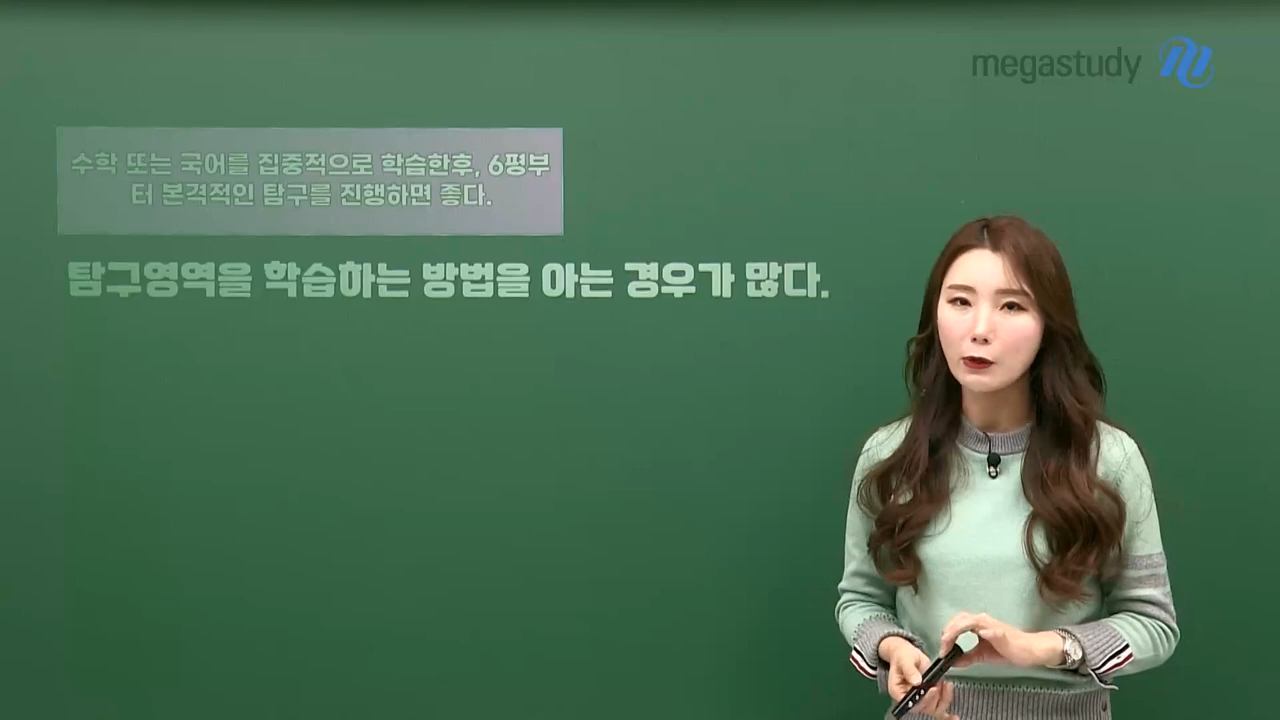 megastudy
수학 또는 국어를 집중적으로 학습한후, 6평부
터 본격적인 탐구를 진행하면 좋다.
탐구영역을 학습하는 방법을 아는 경우가 많다.